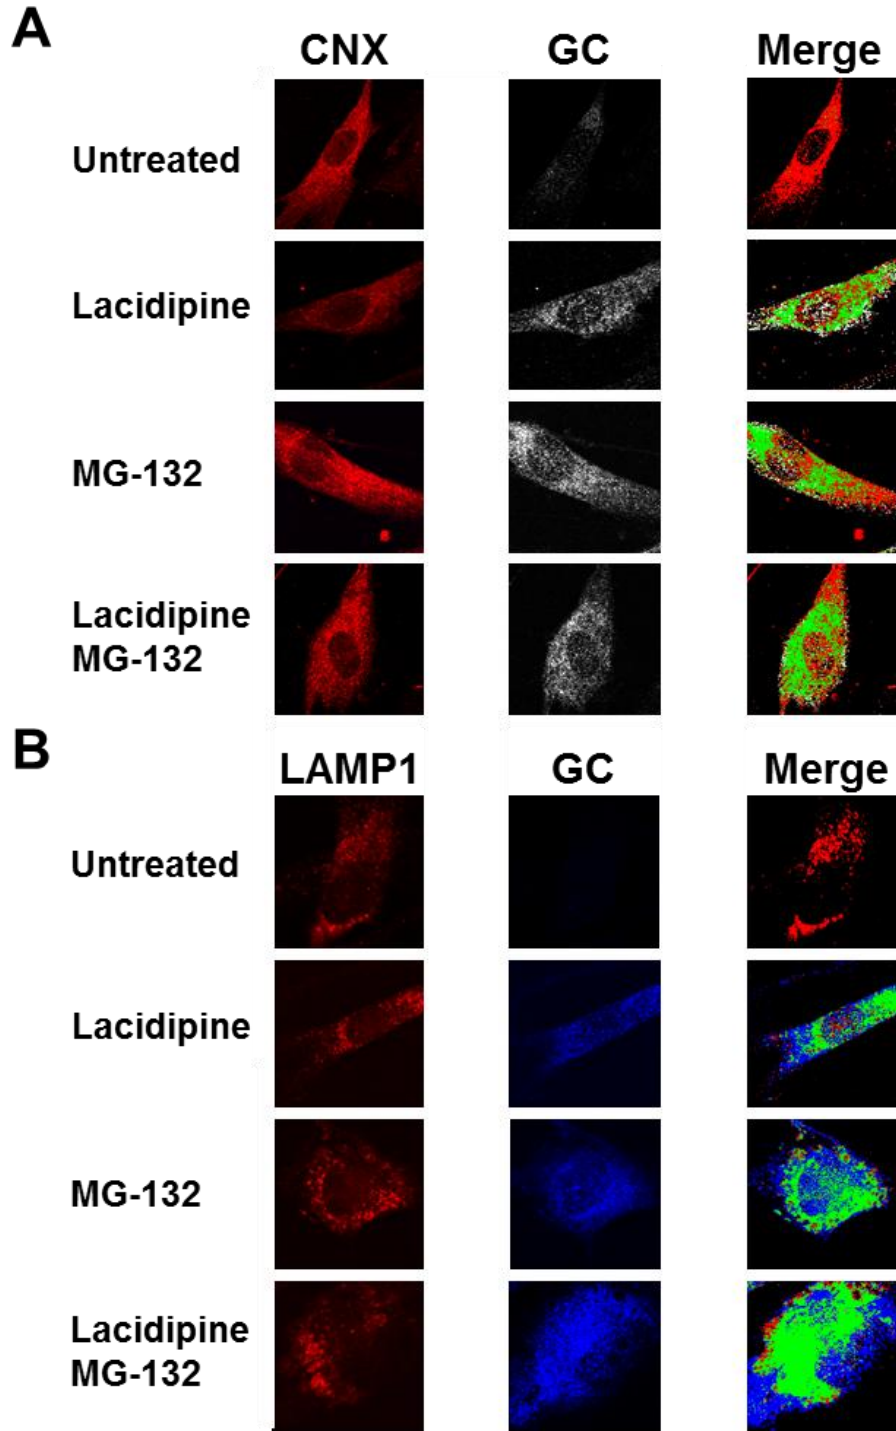 A
CNX GC Merge
Untreated
Lacidipine
MG-132
Lacidipine
MG-132
B
LAMP1 GC Merge
Untreated
Lacidipine
MG-132
Lacidipine
MG-132